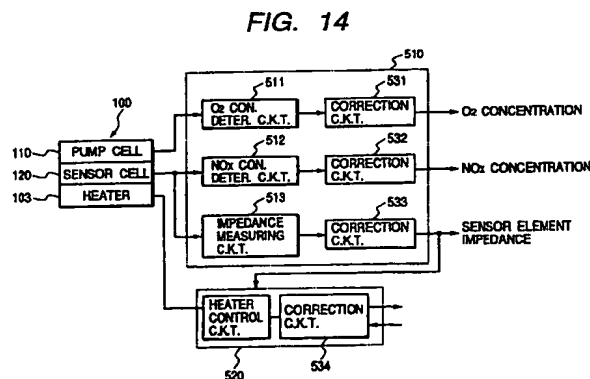 FIG. 14
510
511
531
O2 CON.
DETER. C.K.T.
CORRECTION
C.K.T.
O2 CONCENTRATION
100
512
532
110
PUMP CELL
120
SENSOR CELL
103
HEATER
NOx CON.
DETER. C.K.T.
CORRECTION
C.K.T.
NOx CONCENTRATION
513
533
IMPEDANCE
MEASURING
C.K.T.
CORRECTION
C.K.T.
SENSOR ELEMENT
IMPEDANCE
HEATER
CONTROL
C.K.T.
CORRECTION
C.K.T.
520
534